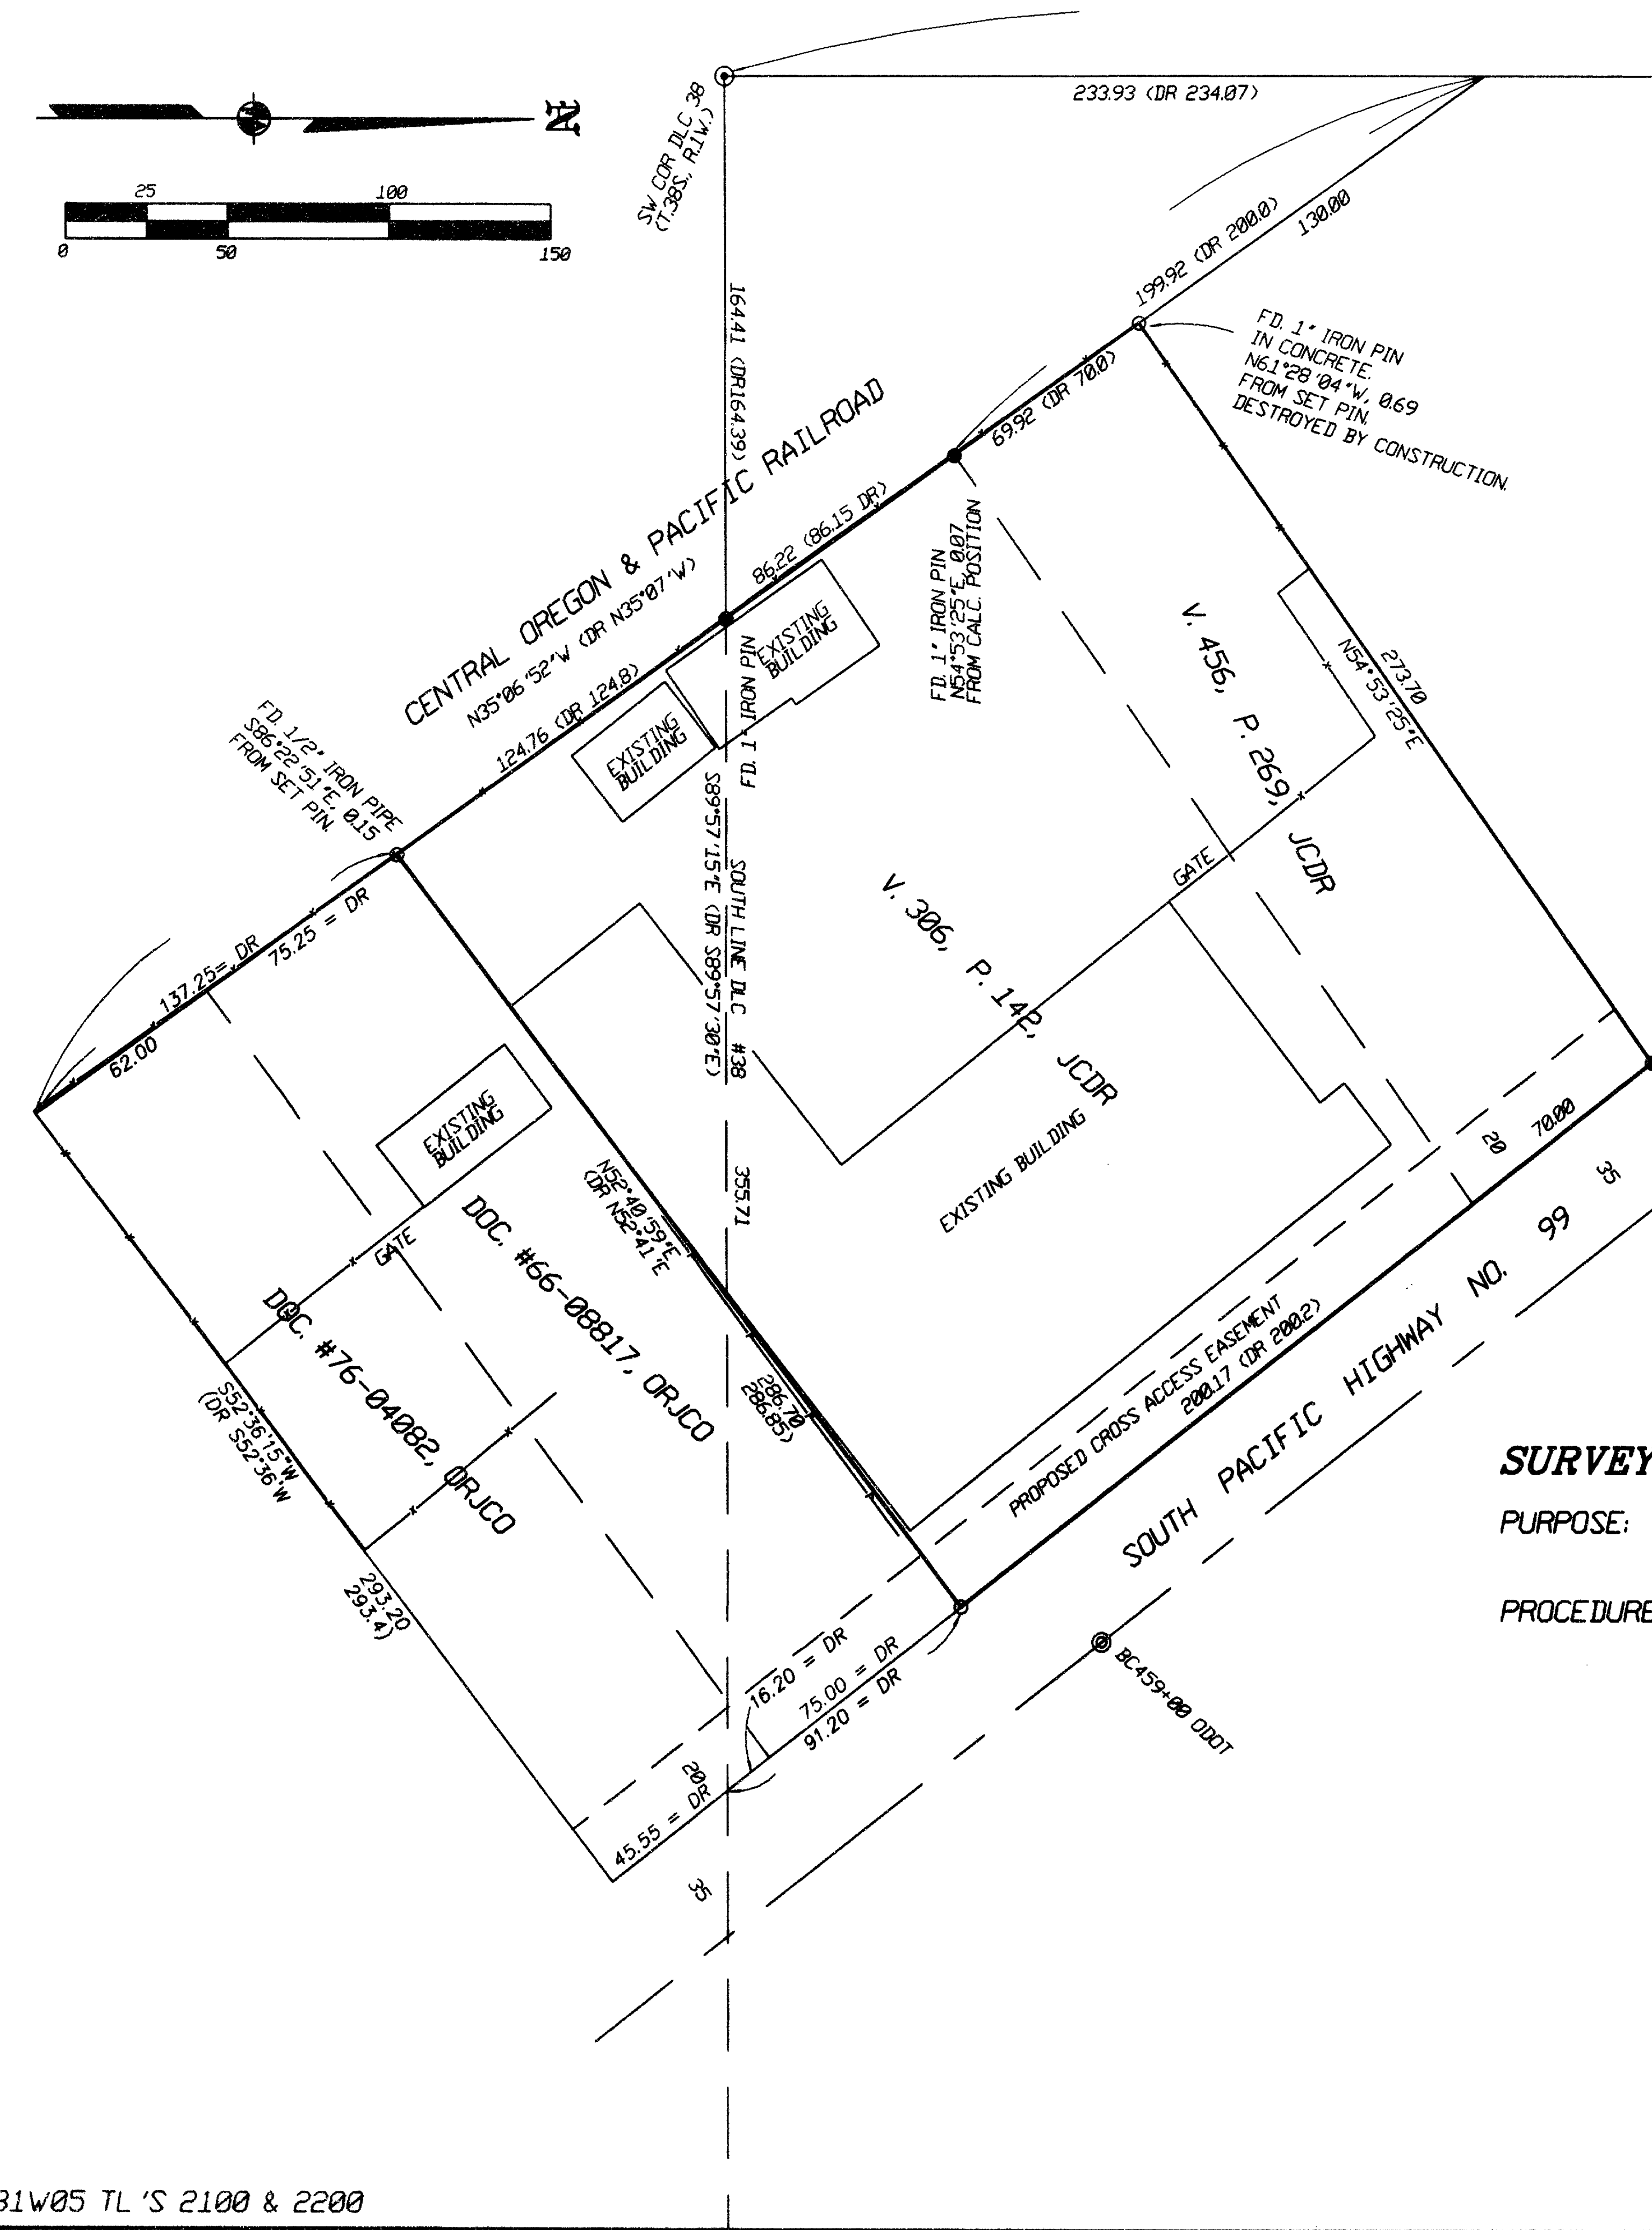 N
25
100
0
50
150
SW COR DLC 38
(T.38S., R.1W.)
233.93 (DR 234.07)
164.41 (DR164.39)
199.92 (DR 200.0)
130.00
FD. 1" IRON PIN
IN CONCRETE.
N61°28'04"W, 0.69
FROM SET PIN.
DESTROYED BY CONSTRUCTION.
69.92 (DR 70.0)
CENTRAL OREGON & PACIFIC RAILROAD
N35°06'52"W (DR N35°07'W)
86.22 (86.15 DR)
FD. 1" IRON PIN
N54°53'25"E, 0.07
FROM CALC. POSITION
EXISTING
BUILDING
124.76 (DR 124.8)
EXISTING
BUILDING
FD. 1" IRON PIN
FD. 1/2" IRON PIPE
S86°22'51"E, 0.15
FROM SET PIN.
V. 456, P. 269, JCDR
273.70
N54°53'25"E
GATE
V. 306, P. 142, JCDR
SOUTH LINE DLC #38
S89°57'15"E (DR S89°57'30"E)
355.71
137.25= DR
75.25 = DR
62.00
EXISTING
BUILDING
GATE
DOC. #66-08817, ORJCO
DOC. #76-04082, ORJCO
N52°40'59"E
(DR N52°41'E
286.70
286.85)
S52°36'15"W
(DR S52°36'W
293.20
293.4)
EXISTING BUILDING
20
70.00
35
PROPOSED CROSS ACCESS EASEMENT
200.17 (DR 200.2)
SOUTH PACIFIC HIGHWAY NO. 99
SURVEY
PURPOSE:
PROCEDURE
BC459+00 ODOT
16.20 = DR
75.00 = DR
91.20 = DR
20
45.55 = DR
35
31W05 TL'S 2100 & 2200